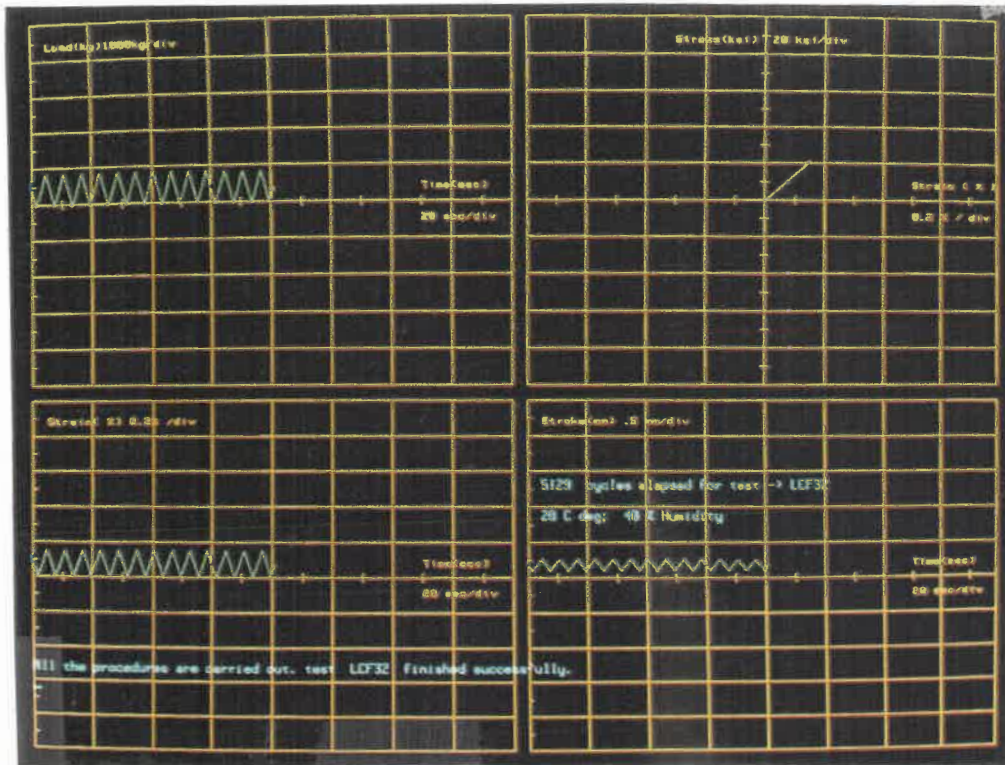 Load(kg)1000kg/div
Time(sec)
20 sec/div
20 ksi/div
Strain ( % )
0.2 % / div
Strain( %) 0.2% /div
Time(sec)
20 sec/div
Stroke(mm) .5 mm/div
5129 cycles elapsed for test -> LCF32
20 C deg; 40 % Humidity
Time(sec)
20 sec/div
All the procedures are carried out. test LCF32 finished successfully.